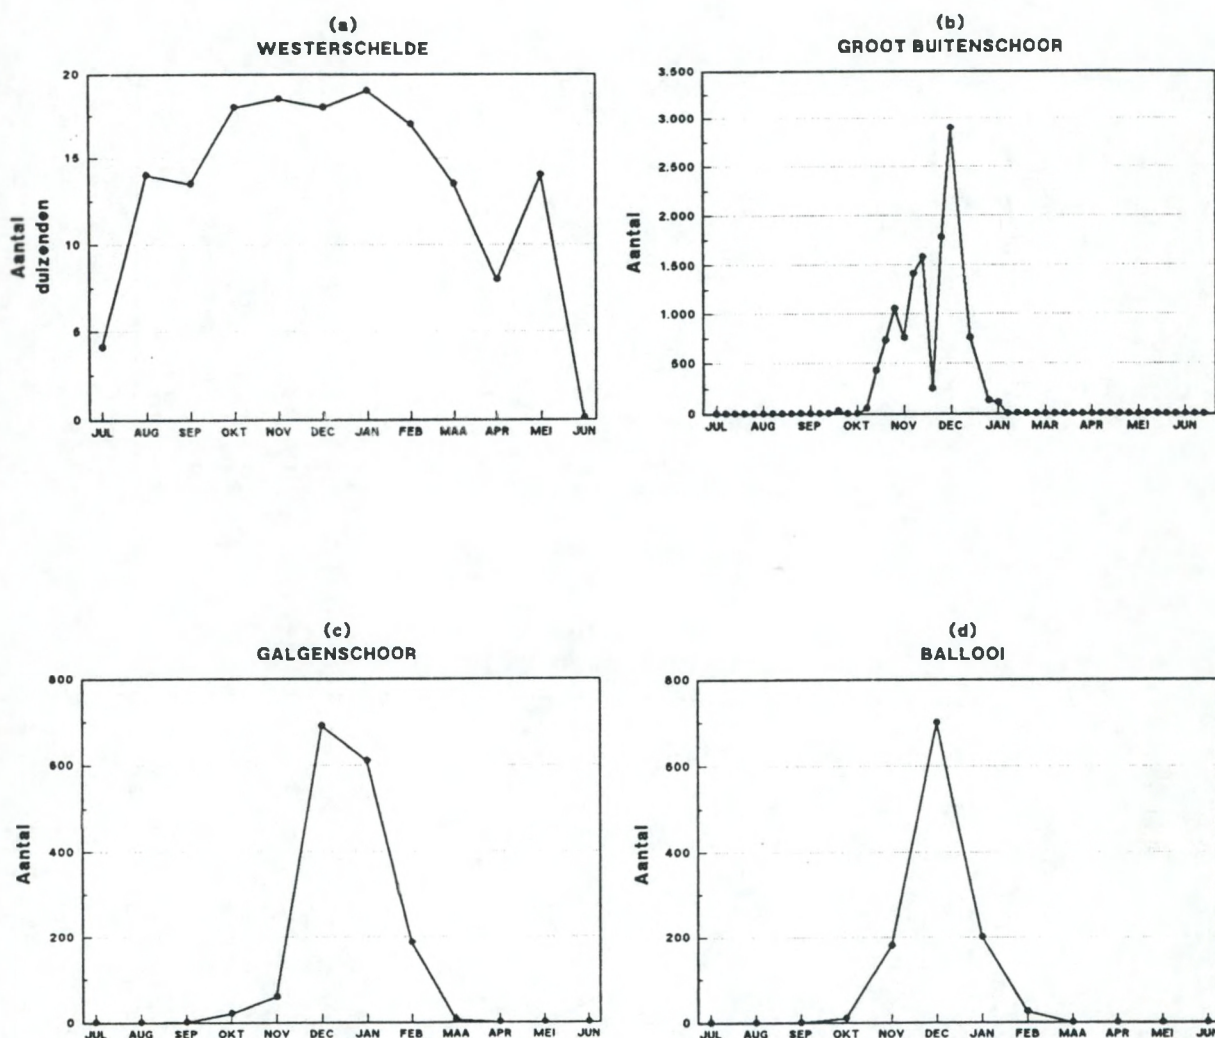 (a)
WESTERSCHELDE
Aantal
duizenden
20
15
10
5
0
JUL AUG SEP OKT NOV DEC JAN FEB MAA APR MEI JUN
(b)
GROOT BUITENSCHOOR
Aantal
3.500
3.000
2.500
2.000
1.500
1.000
500
0
JUL AUG SEP OKT NOV DEC JAN MAR APR MEI JUN
(c)
GALGENSCHOOR
Aantal
800
600
400
200
0
JUL AUG SEP OKT NOV DEC JAN FEB MAA APR MEI JUN
(d)
BALLOOI
Aantal
800
600
400
200
0
JUL AUG SEP OKT NOV DEC JAN FEB MAA APR MEI JUN